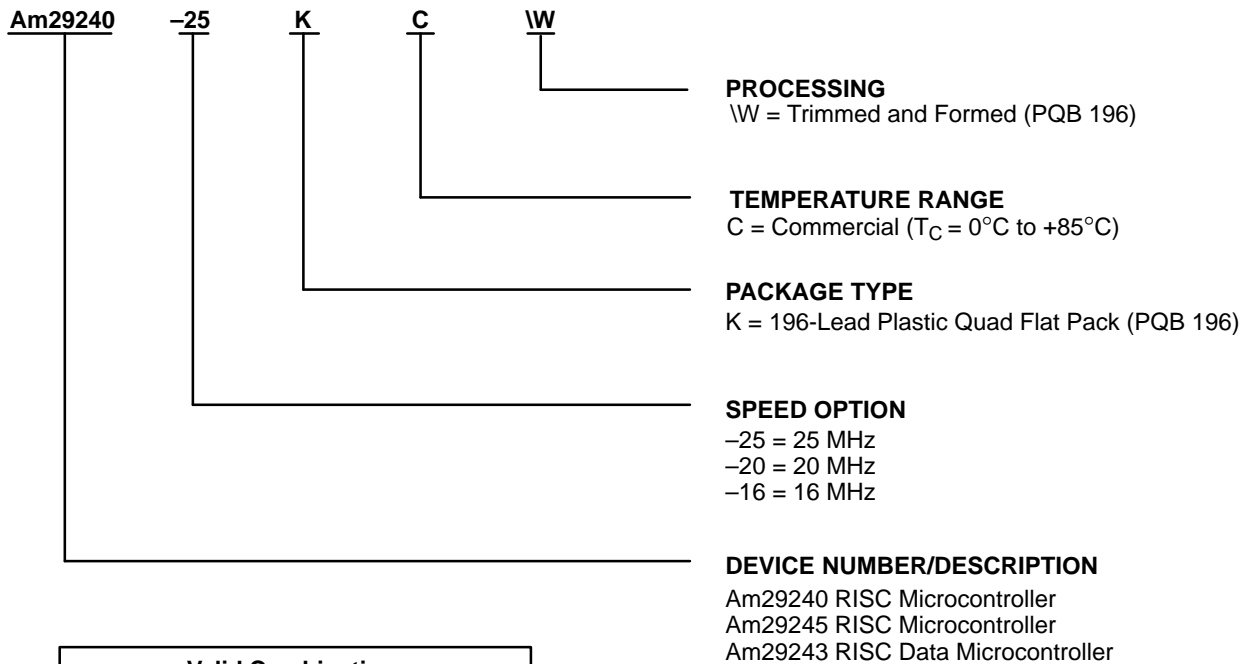 Am29240 –25 K C \W
PROCESSING
\W = Trimmed and Formed (PQB 196)
TEMPERATURE RANGE
C = Commercial (TC = 0°C to +85°C)
PACKAGE TYPE
K = 196-Lead Plastic Quad Flat Pack (PQB 196)
SPEED OPTION
–25 = 25 MHz
–20 = 20 MHz
–16 = 16 MHz
DEVICE NUMBER/DESCRIPTION
Am29240 RISC Microcontroller
Am29245 RISC Microcontroller
Am29243 RISC Data Microcontroller